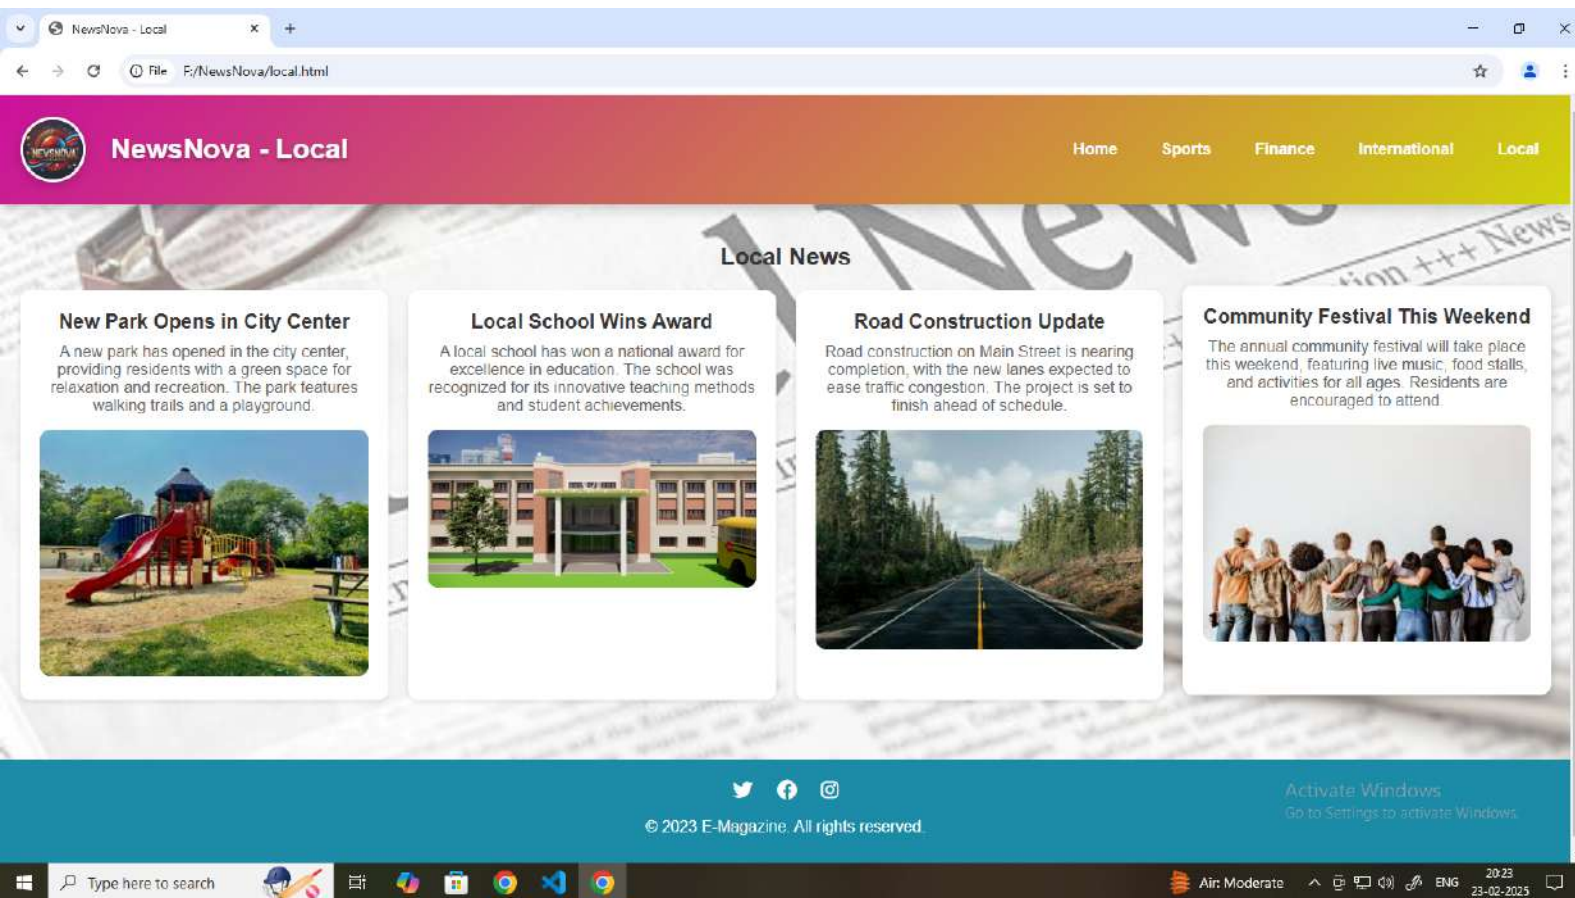 NewsNova - Local
File F:/NewsNova/local.html
NEWSNOVA
NewsNova - Local
Home Sports Finance International Local
News
+++ News
Local News
New Park Opens in City Center
A new park has opened in the city center,
providing residents with a green space for
relaxation and recreation. The park features
walking trails and a playground.
Local School Wins Award
A local school has won a national award for
excellence in education. The school was
recognized for its innovative teaching methods
and student achievements.
Road Construction Update
Road construction on Main Street is nearing
completion, with the new lanes expected to
ease traffic congestion. The project is set to
finish ahead of schedule.
Community Festival This Weekend
The annual community festival will take place
this weekend, featuring live music, food stalls,
and activities for all ages. Residents are
encouraged to attend.
© 2023 E-Magazine. All rights reserved.
Activate Windows
Go to Settings to activate Windows.
Type here to search
Air: Moderate
ENG
20:23
23-02-2025